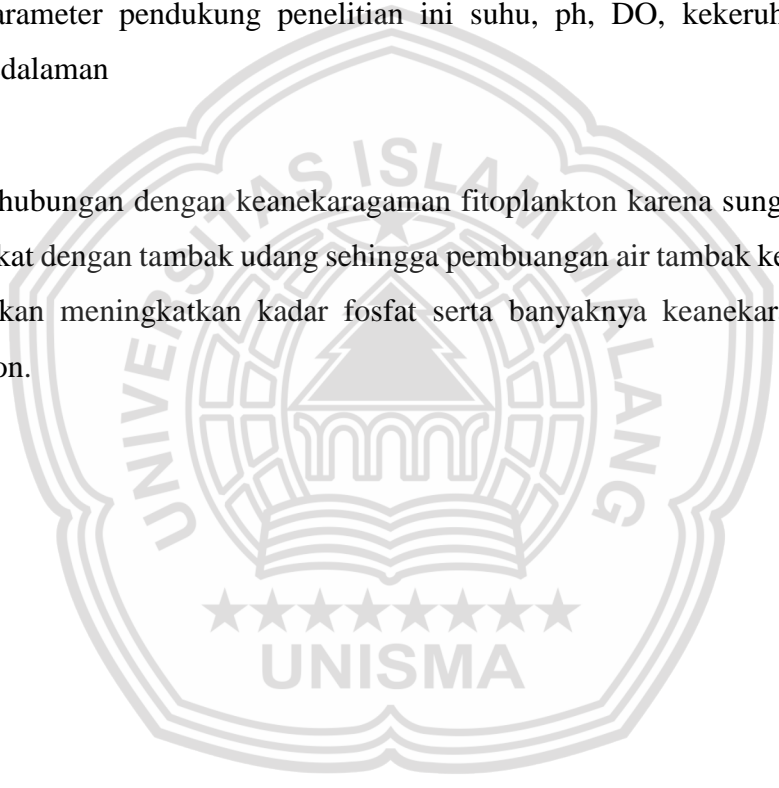 arameter pendukung penelitian ini suhu, ph, DO, kekeruh
dalaman
hubungan dengan keanekaragaman fitoplankton karena sung
kat dengan tambak udang sehingga pembuangan air tambak ke
kan meningkatkan kadar fosfat serta banyaknya keanekar
on.
UNIVERSITAS ISLAM MALANG
UNISMA